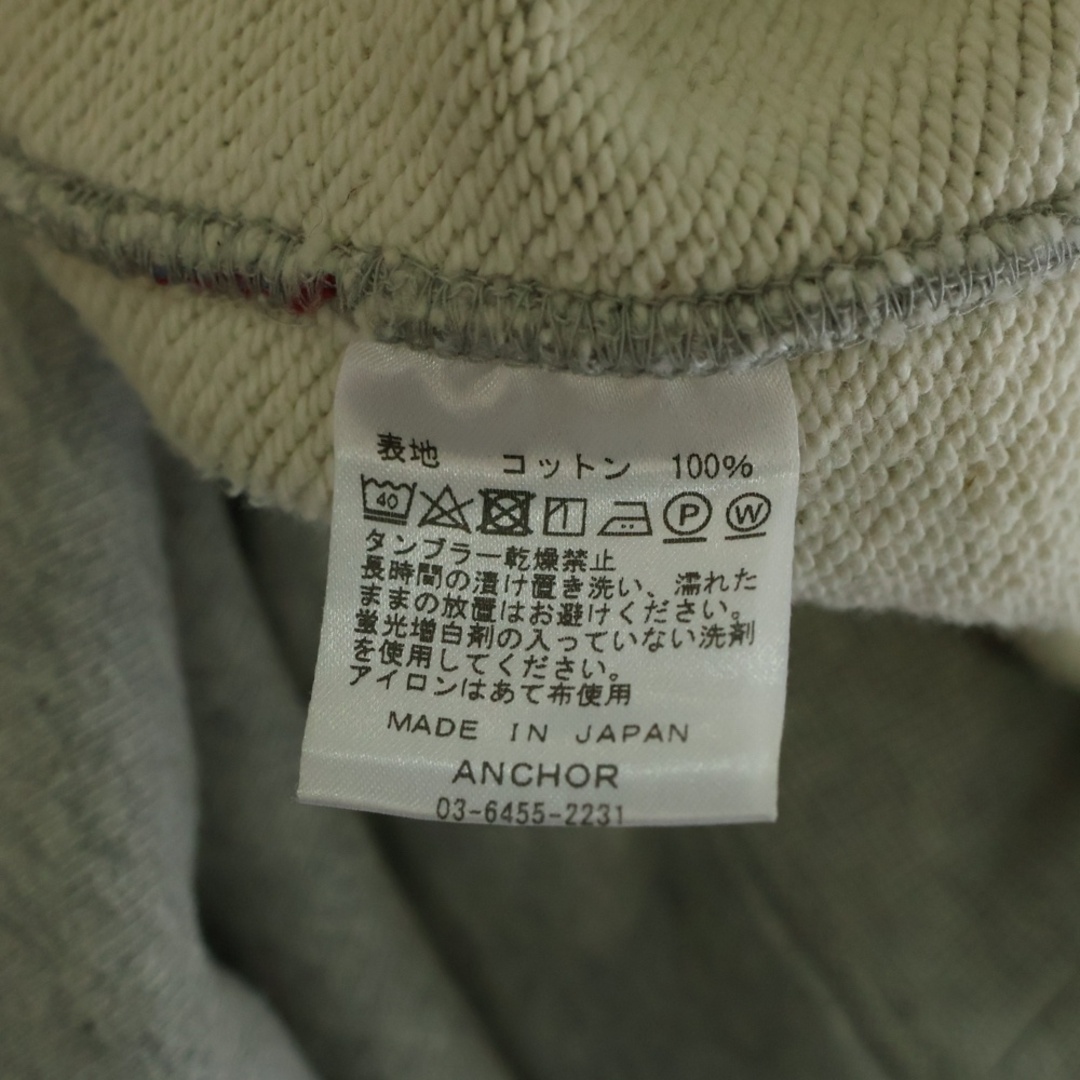 表地 コットン 100%
40 P W
タンブラー乾燥禁止
長時間の漬け置き洗い、濡れた
ままの放置はお避けください。
蛍光増白剤の入っていない洗剤
を使用してください。
アイロンはあて布使用
MADE IN JAPAN
ANCHOR
03-6455-2231